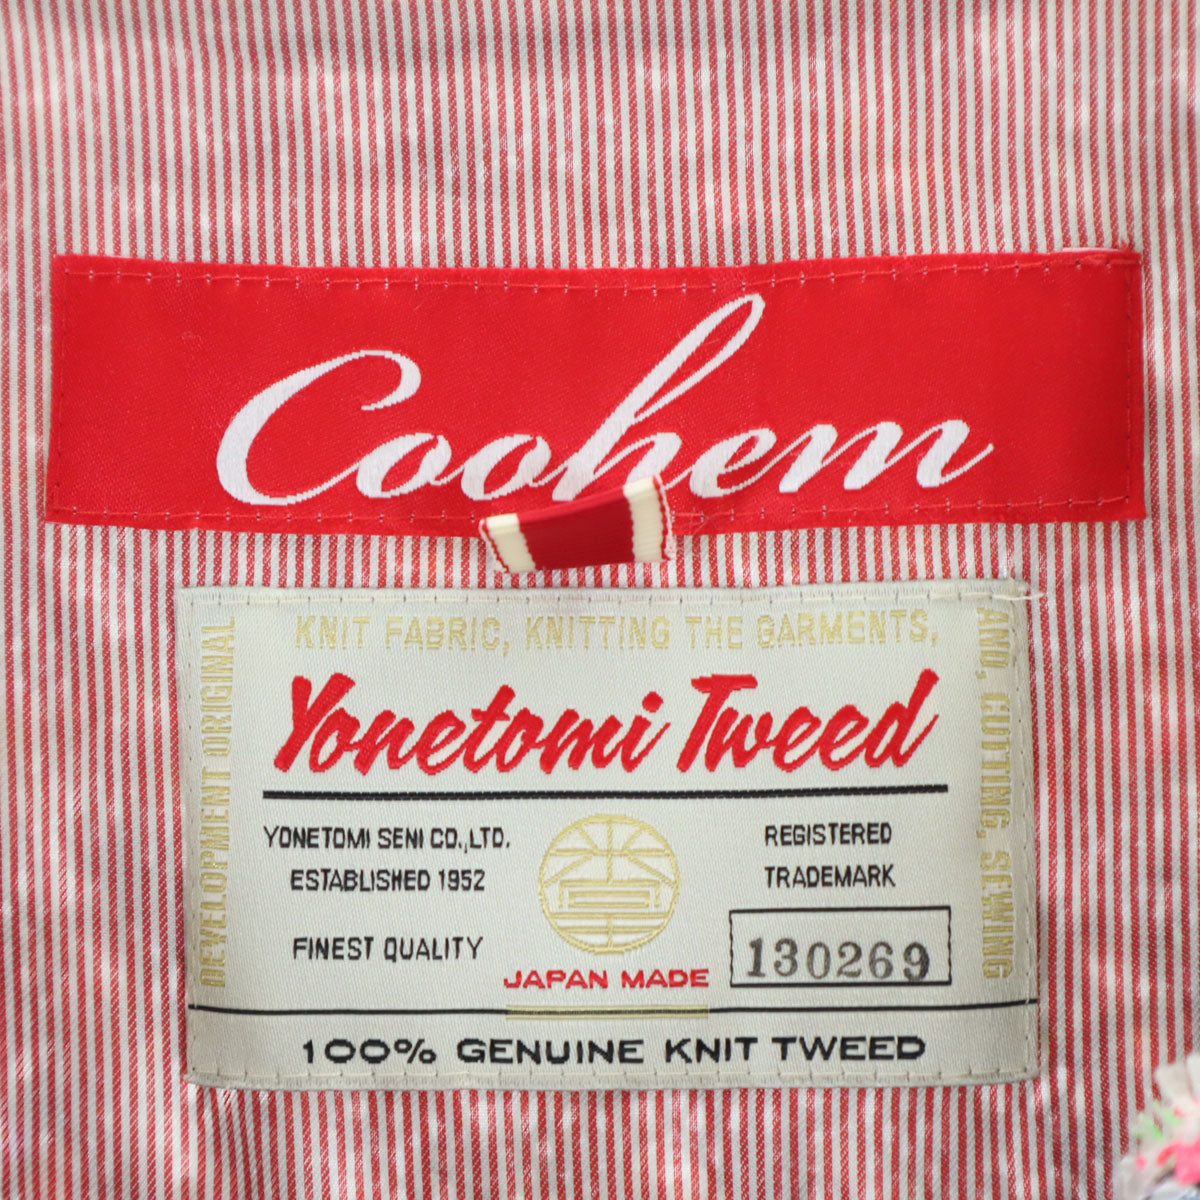 Coohem
KNIT FABRIC, KNITTING THE GARMENTS,
AND, CUTTING, SEWING
DEVELOPMENT ORIGINAL
Yonetomi Tweed
YONETOMI SENI CO.,LTD.
ESTABLISHED 1952
FINEST QUALITY
JAPAN MADE
REGISTERED
TRADEMARK
130269
100% GENUINE KNIT TWEED